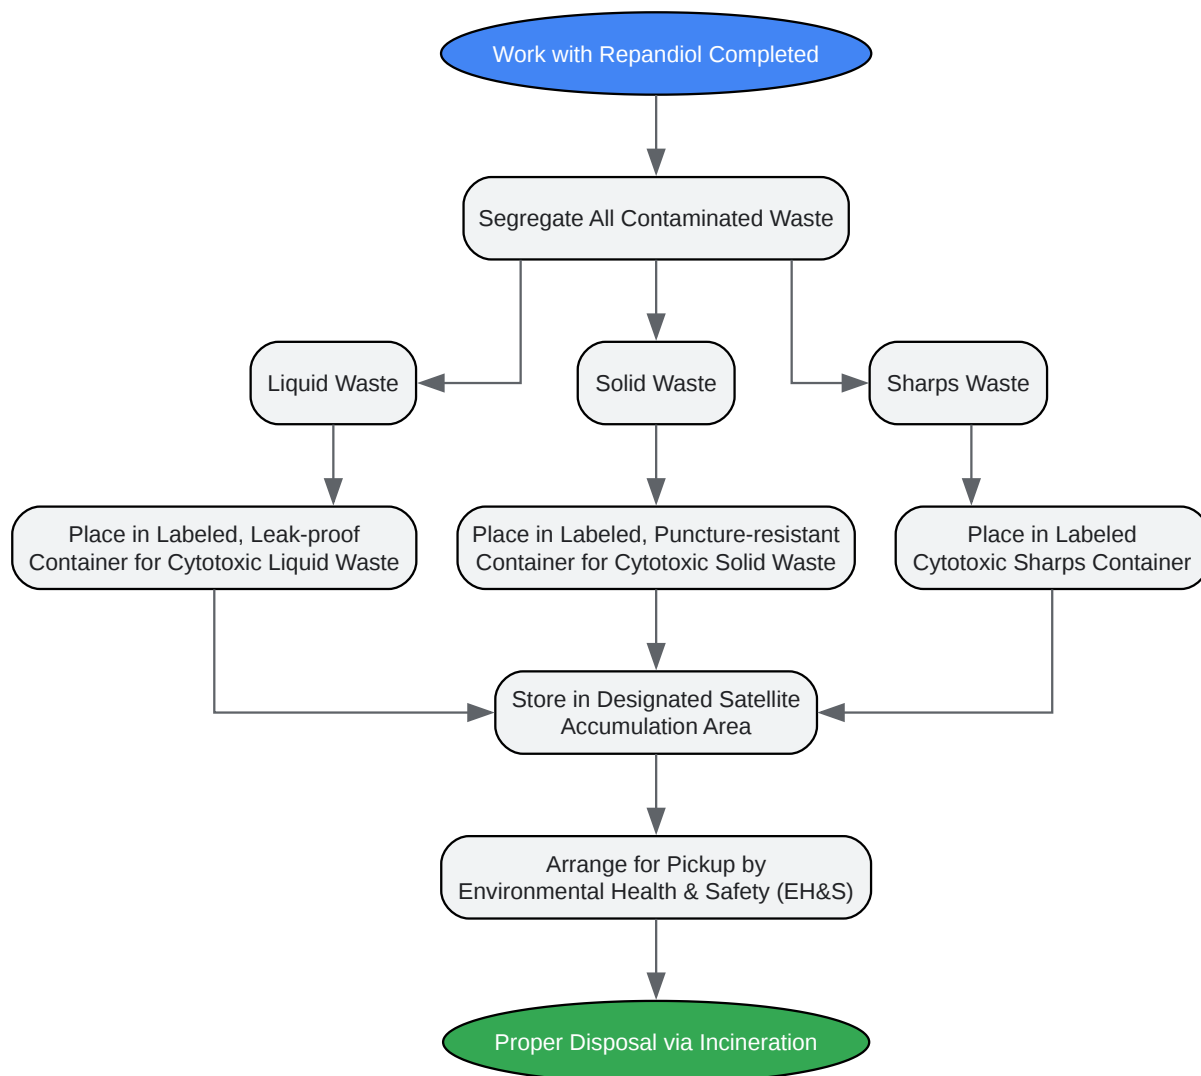 Work with Repandiol Completed
Segregate All Contaminated Waste
Liquid Waste
Solid Waste
Sharps Waste
Place in Labeled, Leak-proof
Container for Cytotoxic Liquid Waste
Place in Labeled, Puncture-resistant
Container for Cytotoxic Solid Waste
Place in Labeled
Cytotoxic Sharps Container
Store in Designated Satellite
Accumulation Area
Arrange for Pickup by
Environmental Health & Safety (EH&S)
Proper Disposal via Incineration